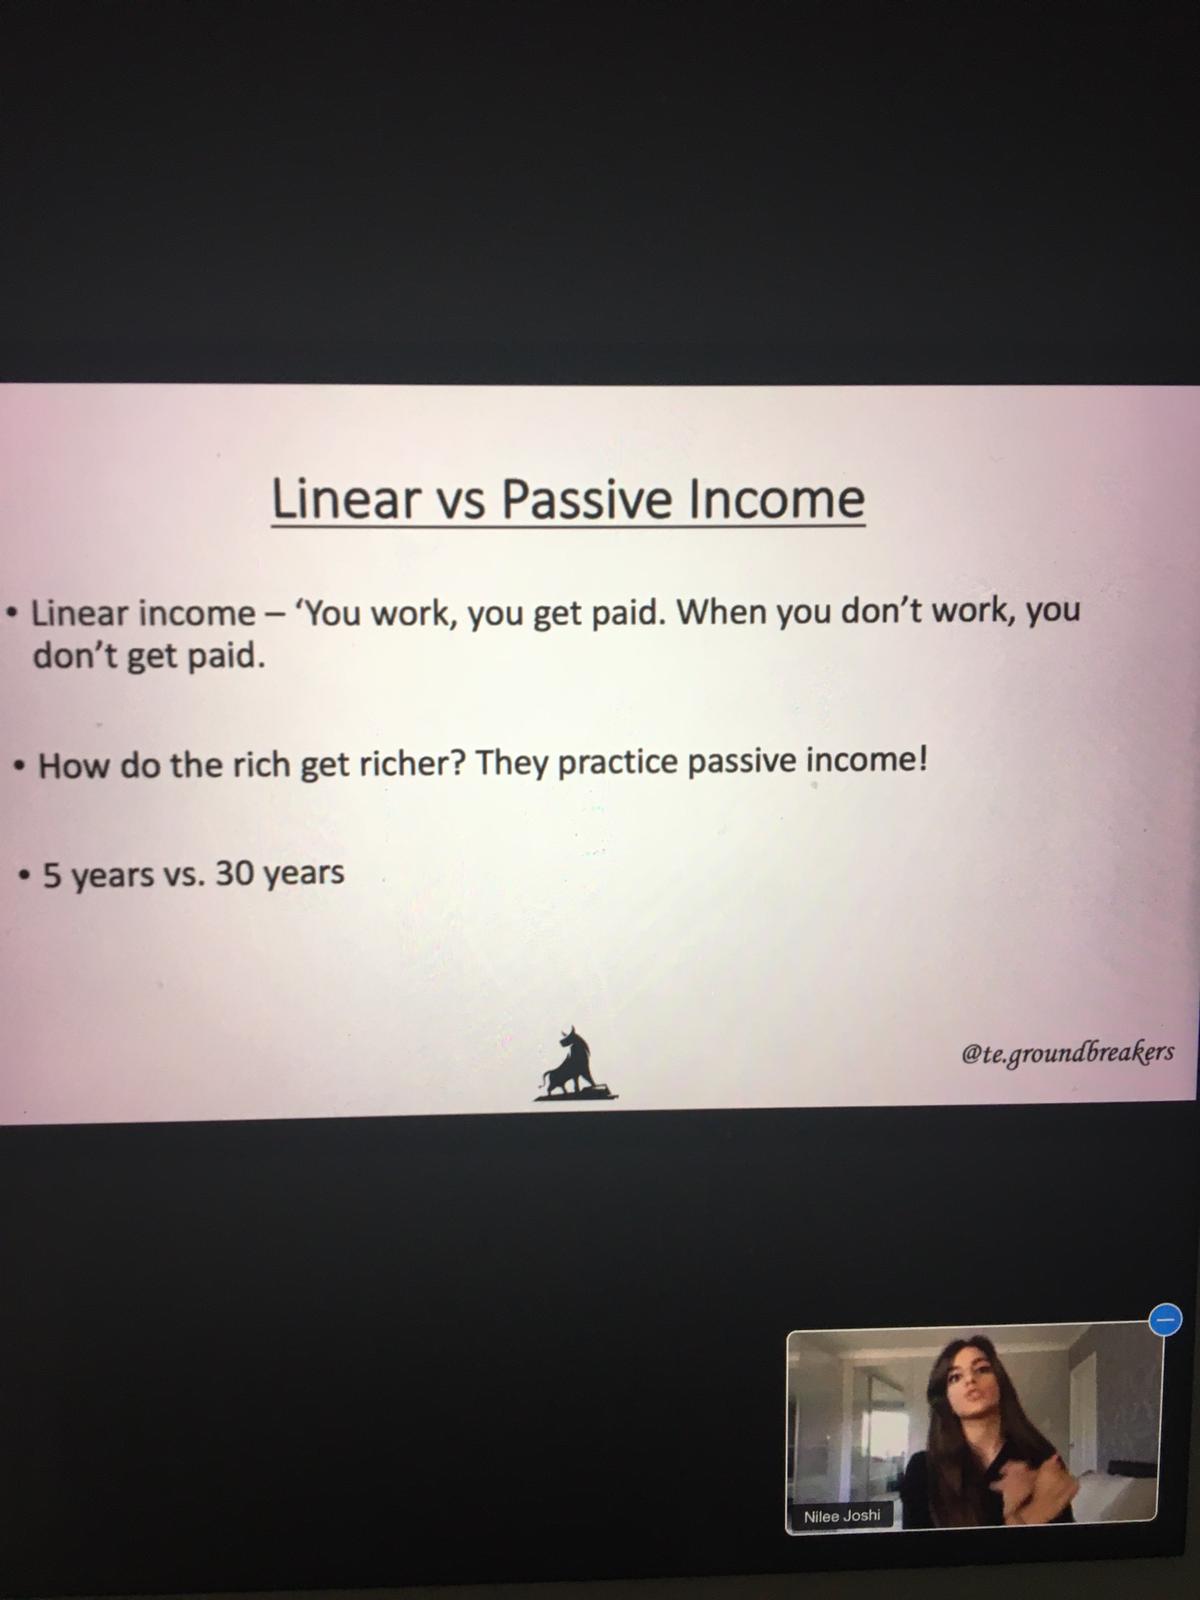 Linear vs Passive Income
• Linear income – ‘You work, you get paid. When you don’t work, you
don’t get paid.
• How do the rich get richer? They practice passive income!
• 5 years vs. 30 years
@te.groundbreakers
Nilee Joshi